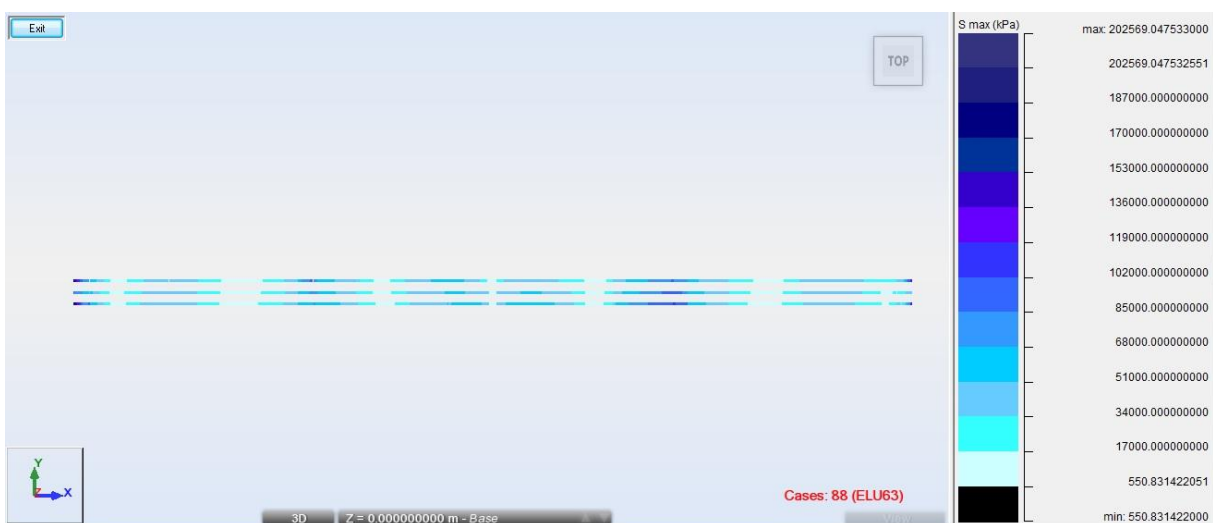 Exit
TOP
S max (kPa)
max: 202569.047533000
202569.047532551
187000.000000000
170000.000000000
153000.000000000
136000.000000000
119000.000000000
102000.000000000
85000.000000000
68000.000000000
51000.000000000
34000.000000000
17000.000000000
550.831422051
min: 550.831422000
Y
Z
X
Cases: 88 (ELU63)
3D
Z = 0.000000000 m - Base
View